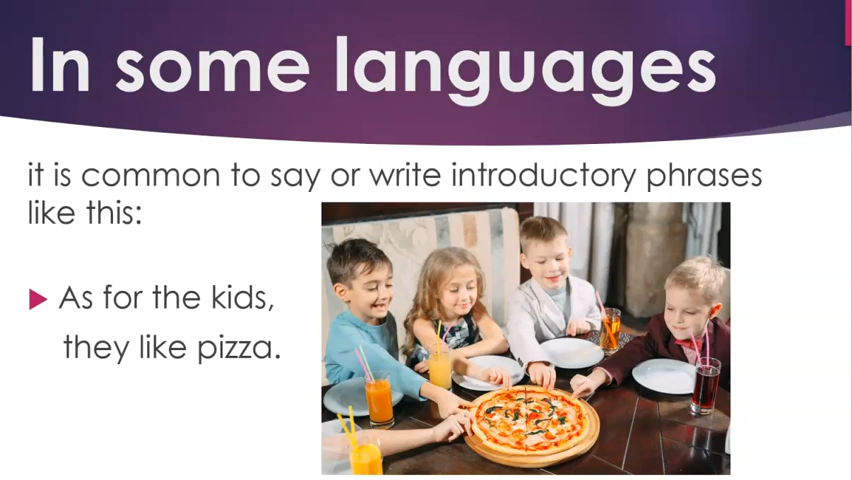 In some languages
it is common to say or write introductory phrases
like this:
As for the kids,
they like pizza.